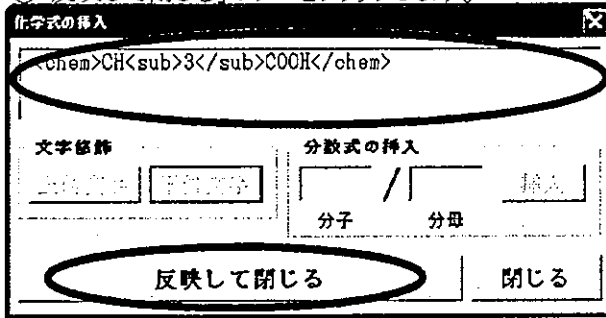 化学式の挿入
<chem>CH<sub>3</sub>COOH</chem>
文字修飾
分数式の挿入
/
挿入
分子
分母
反映して閉じる
閉じる